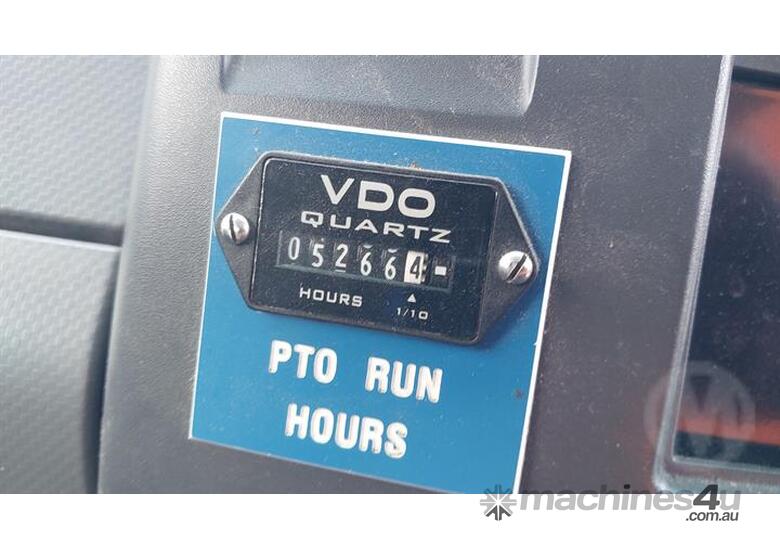 VDO
QUARTZ
052664
HOURS
1/10
PTO RUN
HOURS
machines4u
.com.au